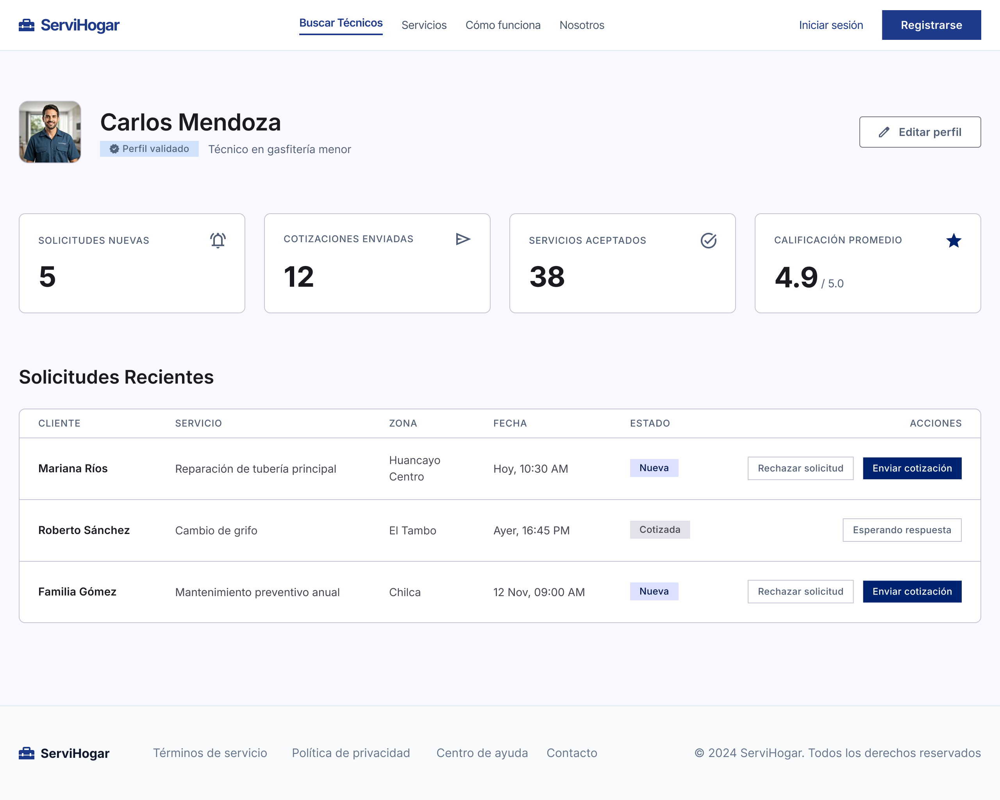 ServiHogar
Buscar Técnicos
Servicios
Cómo funciona
Nosotros
Iniciar sesión
Registrarse
Carlos Mendoza
Perfil validado
Técnico en gasfitería menor
Editar perfil
SOLICITUDES NUEVAS
5
COTIZACIONES ENVIADAS
12
SERVICIOS ACEPTADOS
38
CALIFICACIÓN PROMEDIO
4.9 / 5.0
Solicitudes Recientes
CLIENTE SERVICIO ZONA FECHA ESTADO ACCIONES
Mariana Ríos
Reparación de tubería principal
Huancayo
Centro
Hoy, 10:30 AM
Nueva
Rechazar solicitud
Enviar cotización
Roberto Sánchez
Cambio de grifo
El Tambo
Ayer, 16:45 PM
Cotizada
Esperando respuesta
Familia Gómez
Mantenimiento preventivo anual
Chilca
12 Nov, 09:00 AM
Nueva
Rechazar solicitud
Enviar cotización
ServiHogar
Términos de servicio
Política de privacidad
Centro de ayuda
Contacto
© 2024 ServiHogar. Todos los derechos reservados